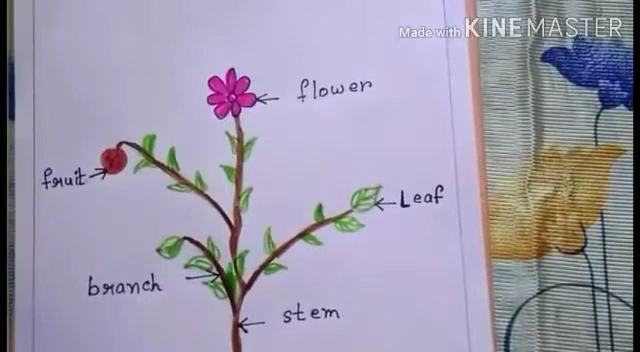 Made with KINEMASTER
flower
fruit
Leaf
branch
stem